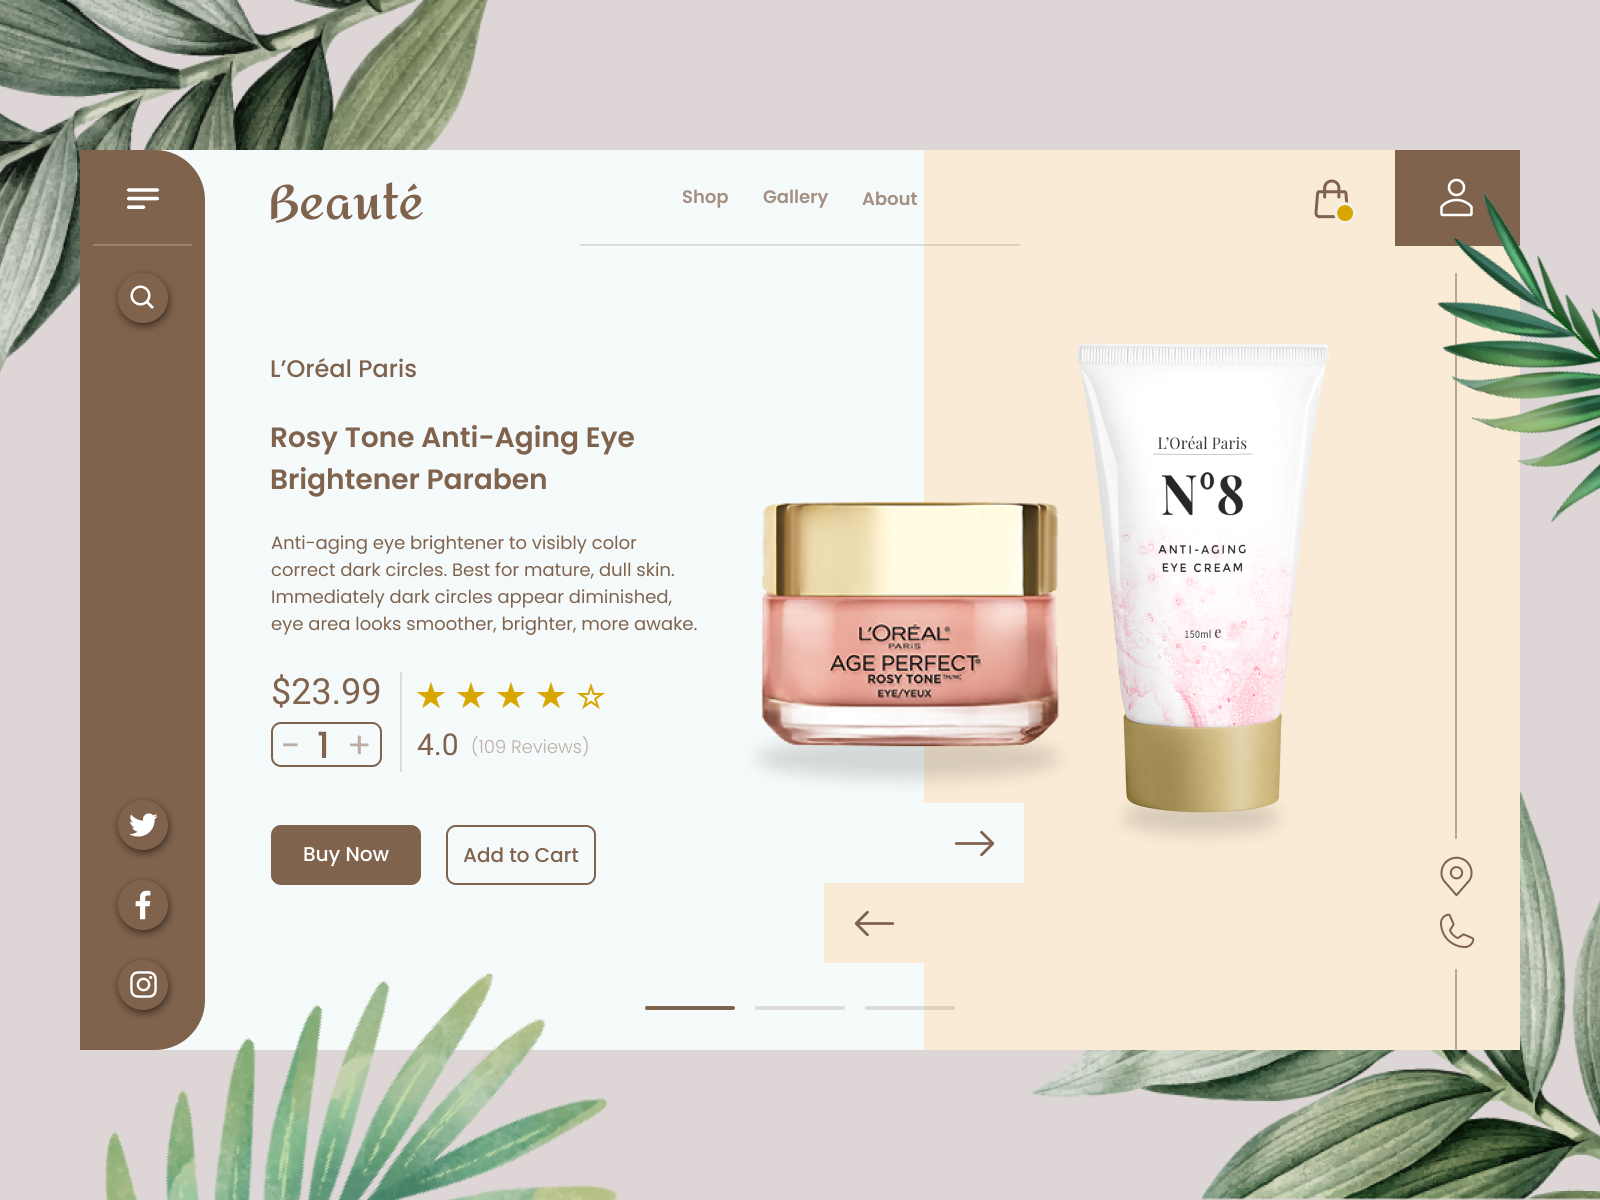 Beauté
Shop
Gallery
About
L’Oréal Paris
Rosy Tone Anti-Aging Eye
Brightener Paraben
Anti-aging eye brightener to visibly color
correct dark circles. Best for mature, dull skin.
Immediately dark circles appear diminished,
eye area looks smoother, brighter, more awake.
$23.99
− 1 +
4.0 (109 Reviews)
Buy Now
Add to Cart
L'ORÉAL®
PARIS
AGE PERFECT®
ROSY TONE™/MC
EYE/YEUX
L’Oréal Paris
Nº8
ANTI-AGING
EYE CREAM
150ml e